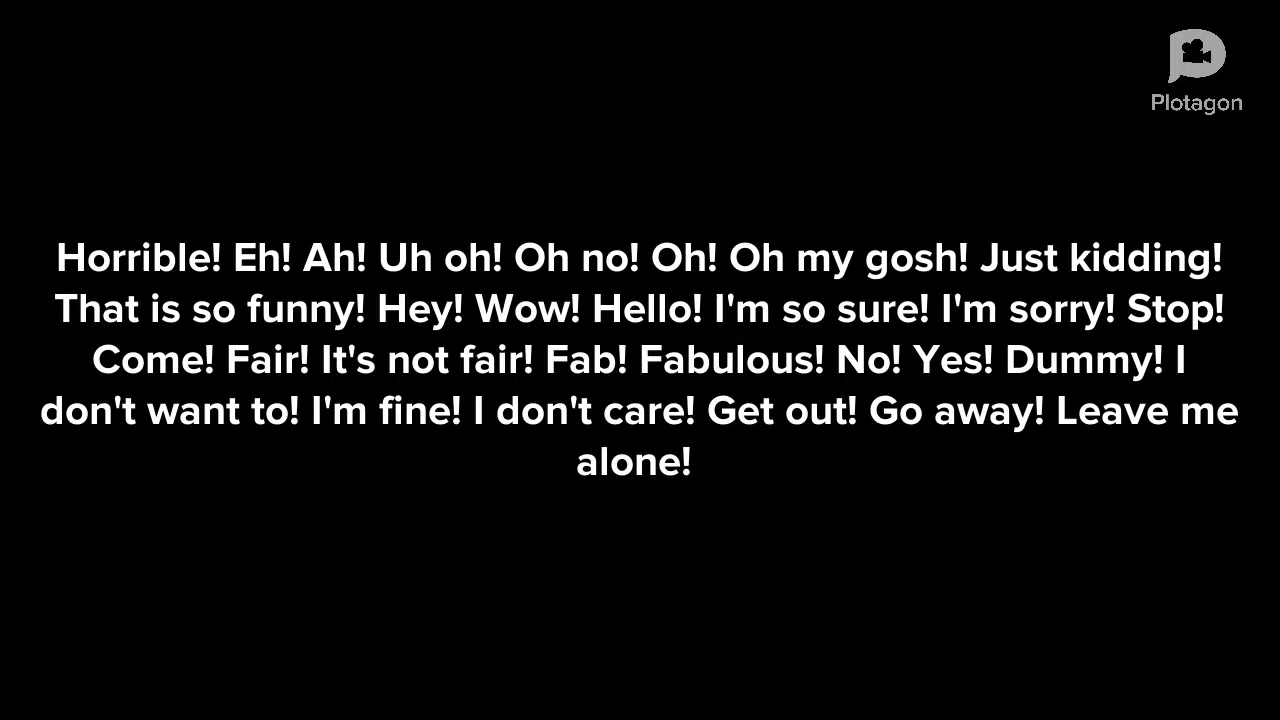 Plotagon
Horrible! Eh! Ah! Uh oh! Oh no! Oh! Oh my gosh! Just kidding!
That is so funny! Hey! Wow! Hello! I'm so sure! I'm sorry! Stop!
Come! Fair! It's not fair! Fab! Fabulous! No! Yes! Dummy! I
don't want to! I'm fine! I don't care! Get out! Go away! Leave me
alone!